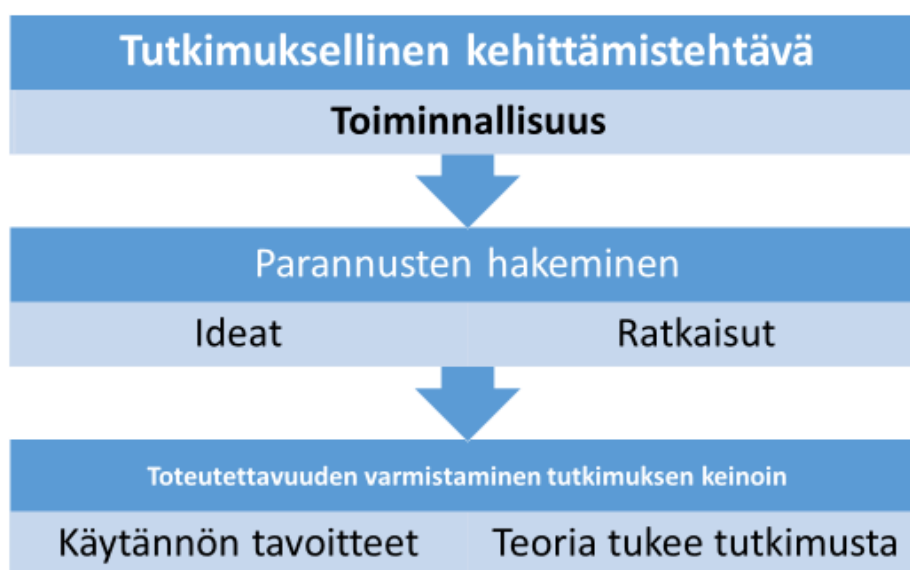 Tutkimuksellinen kehittämistehtävä
Toiminnallisuus
Parannusten hakeminen
Ideat Ratkaisut
Toteutettavuuden varmistaminen tutkimuksen keinoin
Käytännön tavoitteet Teoria tukee tutkimusta